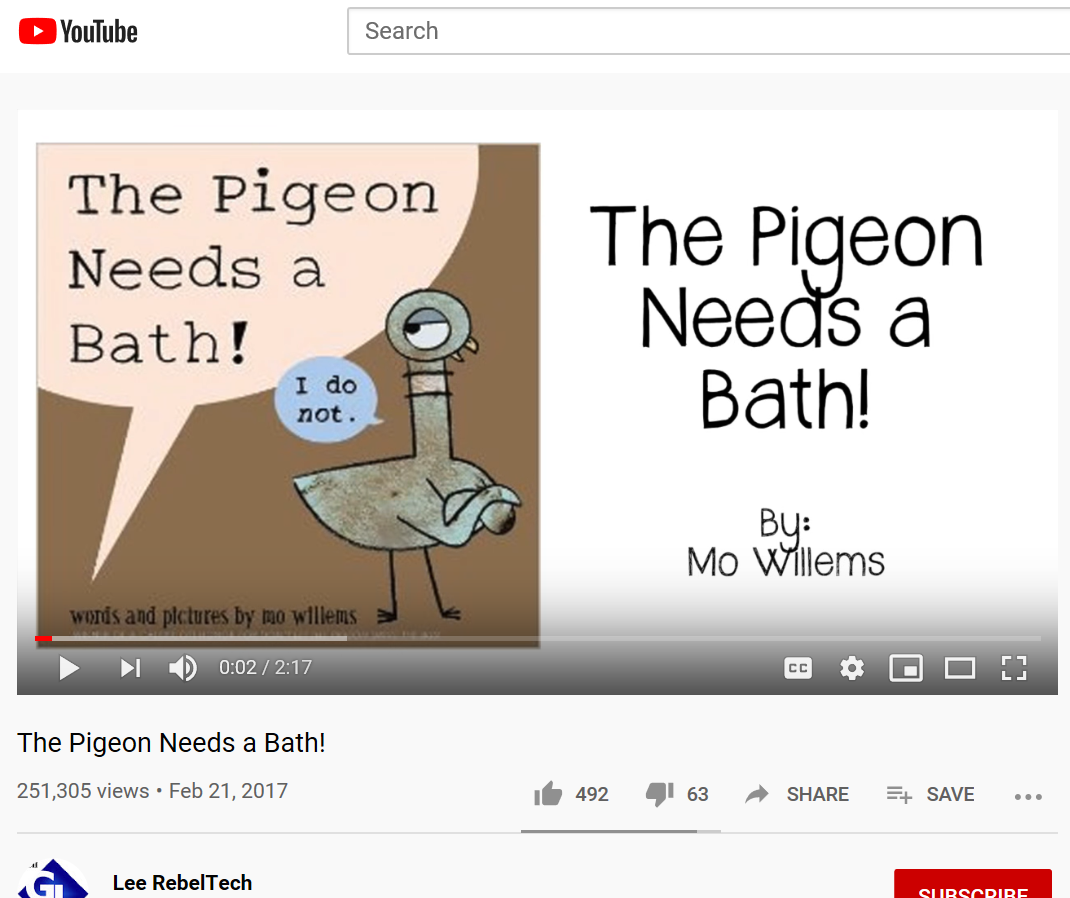 YouTube
Search
The Pigeon
Needs a
Bath!
I do
not.
words and pictures by mo willems
The Pigeon
Needs a
Bath!
By:
Mo Willems
0:02 / 2:17
CC
The Pigeon Needs a Bath!
251,305 views • Feb 21, 2017
492
63
SHARE
SAVE
Lee RebelTech
SUBSCRIBE